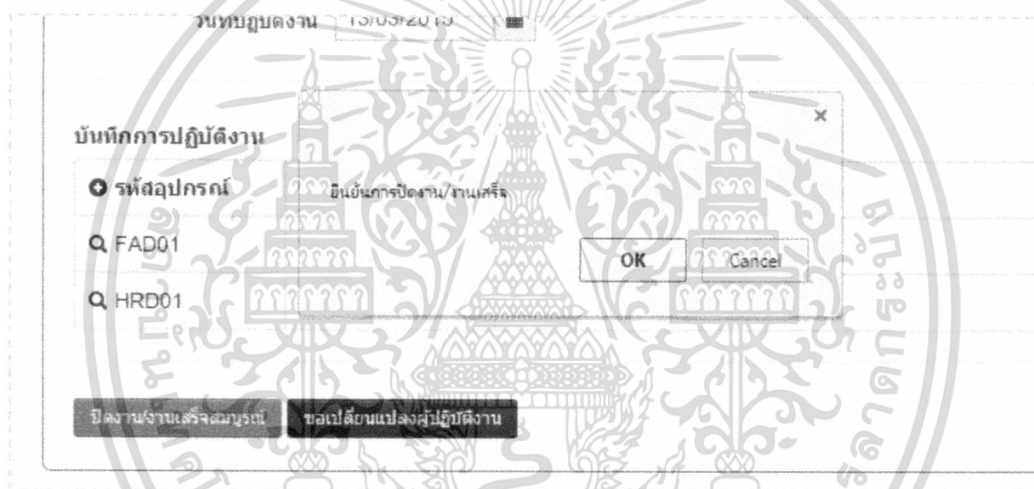 วันที่ปฏิบัติงาน 13/03/2019
×
บันทึกการปฏิบัติงาน
รหัสอุปกรณ์
ยืนยันการปิดงาน/งานเสร็จ
FAD01
OK Cancel
HRD01
ปิดงาน/งานเสร็จสมบูรณ์ ขอเปลี่ยนแปลงผู้ปฏิบัติงาน